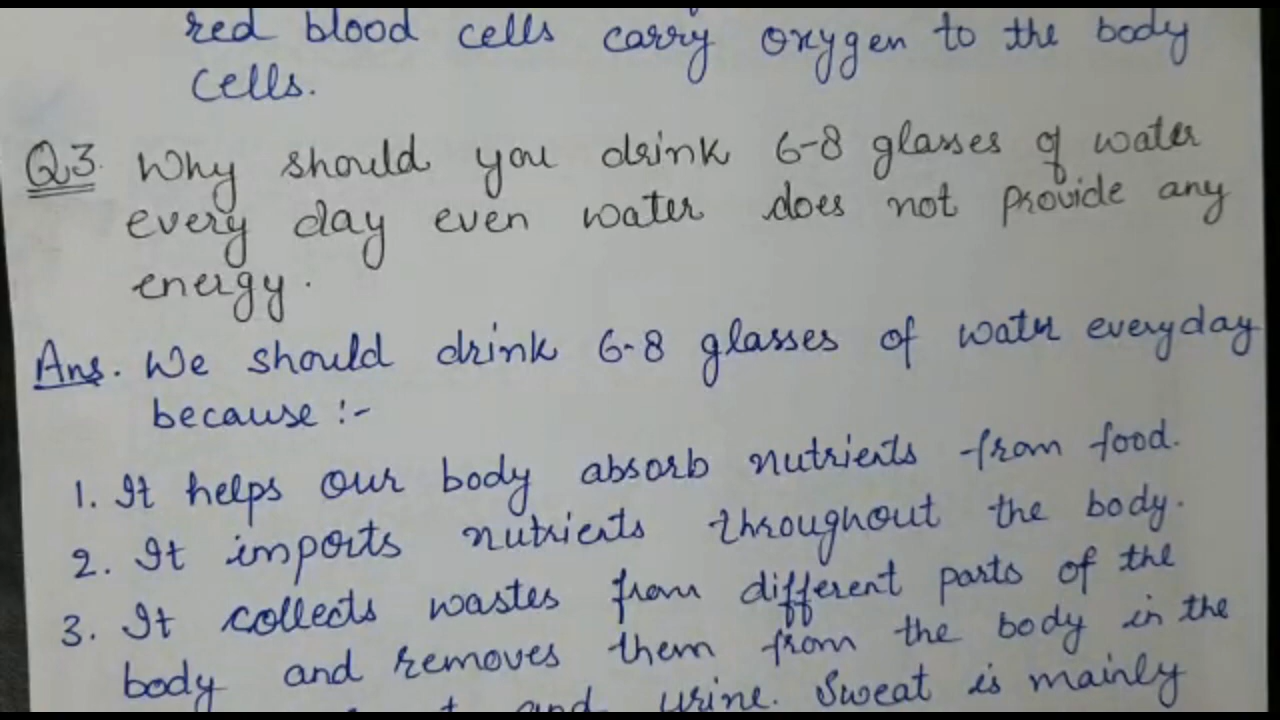 red blood cells carry oxygen to the body
cells.
Q3. Why should you drink 6-8 glasses of water
every day even water does not provide any
energy.
Ans. We should drink 6-8 glasses of water everyday
because :-
1. It helps our body absorb nutrients from food.
2. It imports nutrients throughout the body.
3. It collects wastes from different parts of the
body and removes them from the body in the
and urine. Sweat is mainly